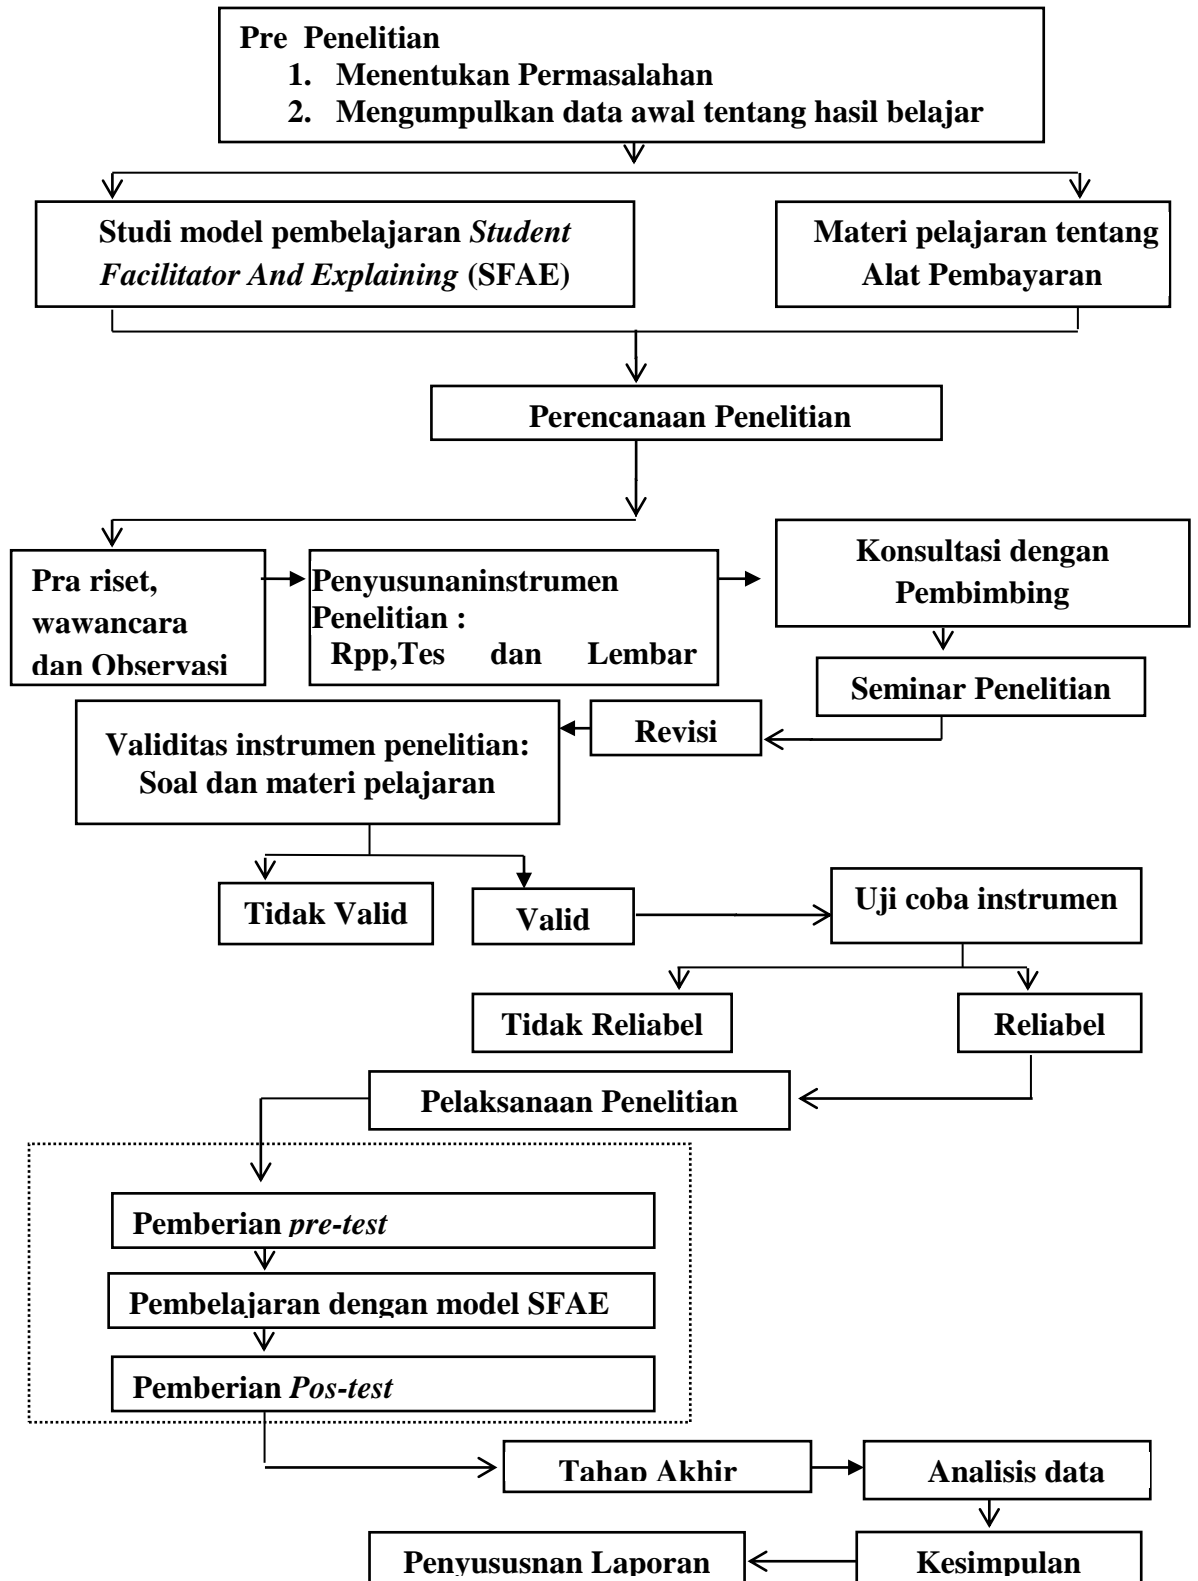 Pre Penelitian
1. Menentukan Permasalahan
2. Mengumpulkan data awal tentang hasil belajar
Studi model pembelajaran Student
Facilitator And Explaining (SFAE)
Materi pelajaran tentang
Alat Pembayaran
Perencanaan Penelitian
Pra riset,
wawancara
dan Observasi
Penyusunaninstrumen
Penelitian :
Rpp,Tes dan Lembar
Konsultasi dengan
Pembimbing
Seminar Penelitian
Revisi
Validitas instrumen penelitian:
Soal dan materi pelajaran
Tidak Valid
Valid
Uji coba instrumen
Tidak Reliabel
Reliabel
Pelaksanaan Penelitian
Pemberian pre-test
Pembelajaran dengan model SFAE
Pemberian Pos-test
Tahap Akhir
Analisis data
Kesimpulan
Penyususnan Laporan